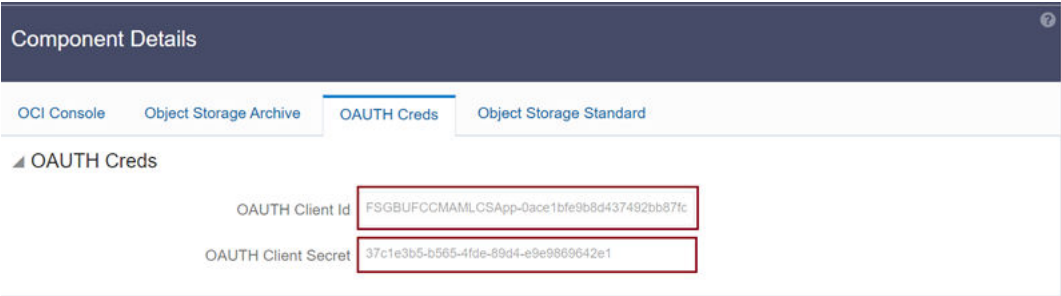 Component Details
OCI Console Object Storage Archive OAUTH Creds Object Storage Standard
OAUTH Creds
OAUTH Client Id FSGBUFCCMAMLCSApp-0ace1bfe9b8d437492bb87fc
OAUTH Client Secret 37c1e3b5-b565-4fde-89d4-e9e9869642e1